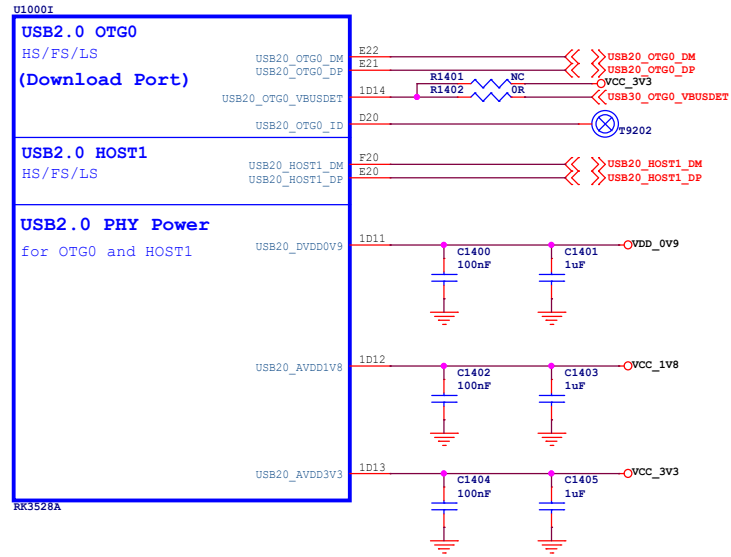 U1000I
USB2.0 OTG0
HS/FS/LS
(Download Port)
USB20_OTG0_DM E22 USB20_OTG0_DM
USB20_OTG0_DP E21 USB20_OTG0_DP
R1401 NC VCC_3V3
USB20_OTG0_VBUSDET 1D14 R1402 0R USB30_OTG0_VBUSDET
USB20_OTG0_ID D20 T9202
USB2.0 HOST1
HS/FS/LS
USB20_HOST1_DM F20 USB20_HOST1_DM
USB20_HOST1_DP E20 USB20_HOST1_DP
USB2.0 PHY Power
for OTG0 and HOST1
USB20_DVDD0V9 1D11 VDD_0V9
C1400 C1401
100nF 1uF
USB20_AVDD1V8 1D12 VCC_1V8
C1402 C1403
100nF 1uF
USB20_AVDD3V3 1D13 VCC_3V3
C1404 C1405
100nF 1uF
RK3528A